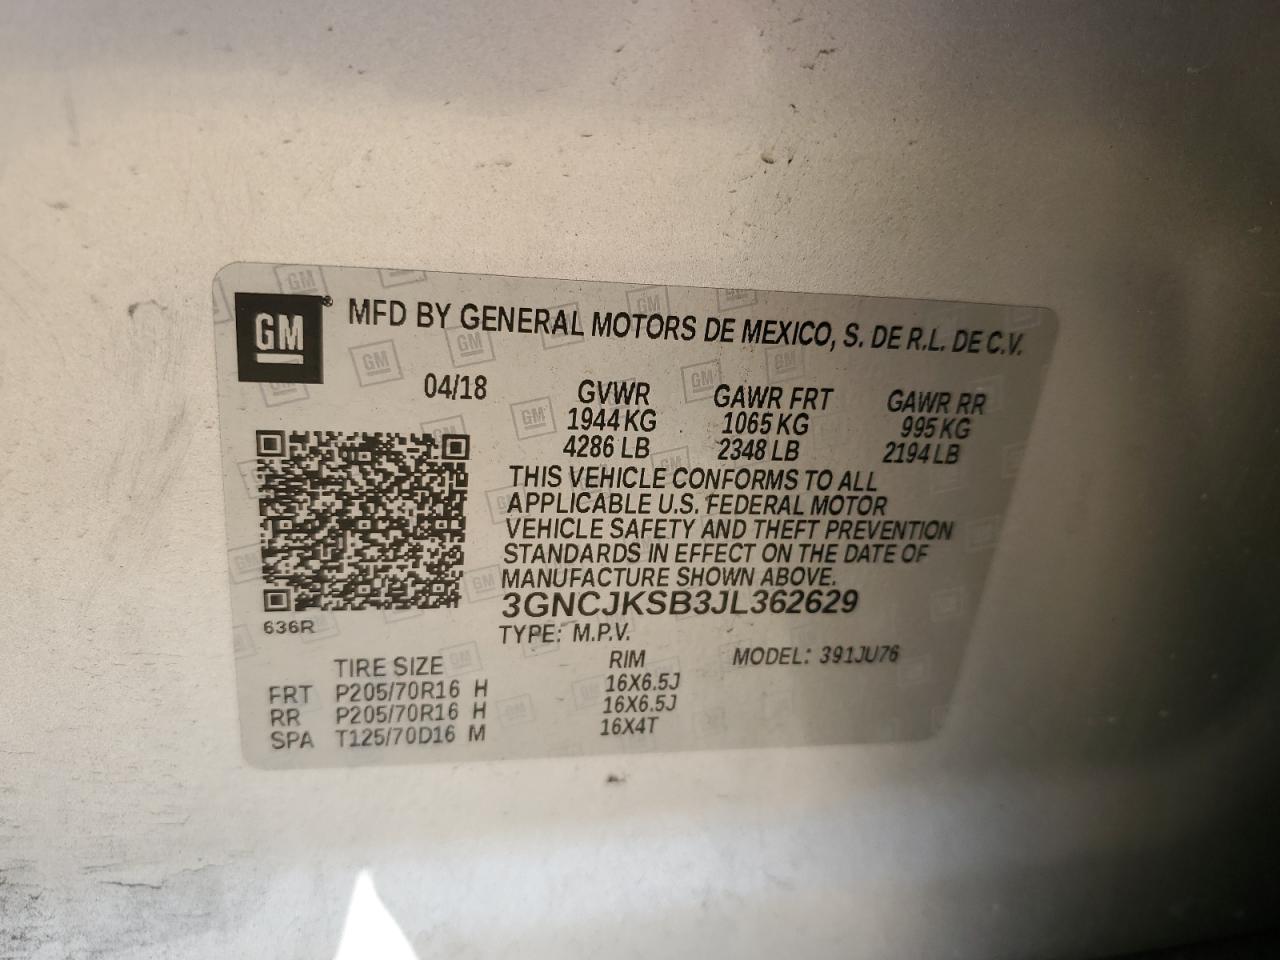 GM
MFD BY GENERAL MOTORS DE MEXICO, S. DE R.L. DE C.V.
04/18 GVWR GAWR FRT GAWR RR
1944 KG 1065 KG 995 KG
4286 LB 2348 LB 2194 LB
THIS VEHICLE CONFORMS TO ALL
APPLICABLE U.S. FEDERAL MOTOR
VEHICLE SAFETY AND THEFT PREVENTION
STANDARDS IN EFFECT ON THE DATE OF
MANUFACTURE SHOWN ABOVE.
3GNCJKSB3JL362629
636R
TYPE: M.P.V.
TIRE SIZE RIM MODEL: 391JU76
FRT P205/70R16 H 16X6.5J
RR P205/70R16 H 16X6.5J
SPA T125/70D16 M 16X4T